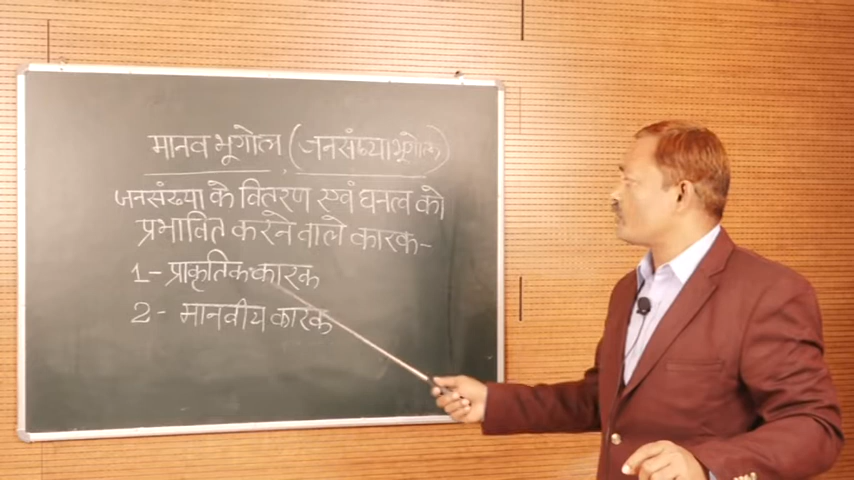 मानव भूगोल (जनसंख्या भूगोल)
जनसंख्या के वितरण एवं घनत्व को
प्रभावित करने वाले कारक-
1- प्राकृतिक कारक
2- मानवीय कारक